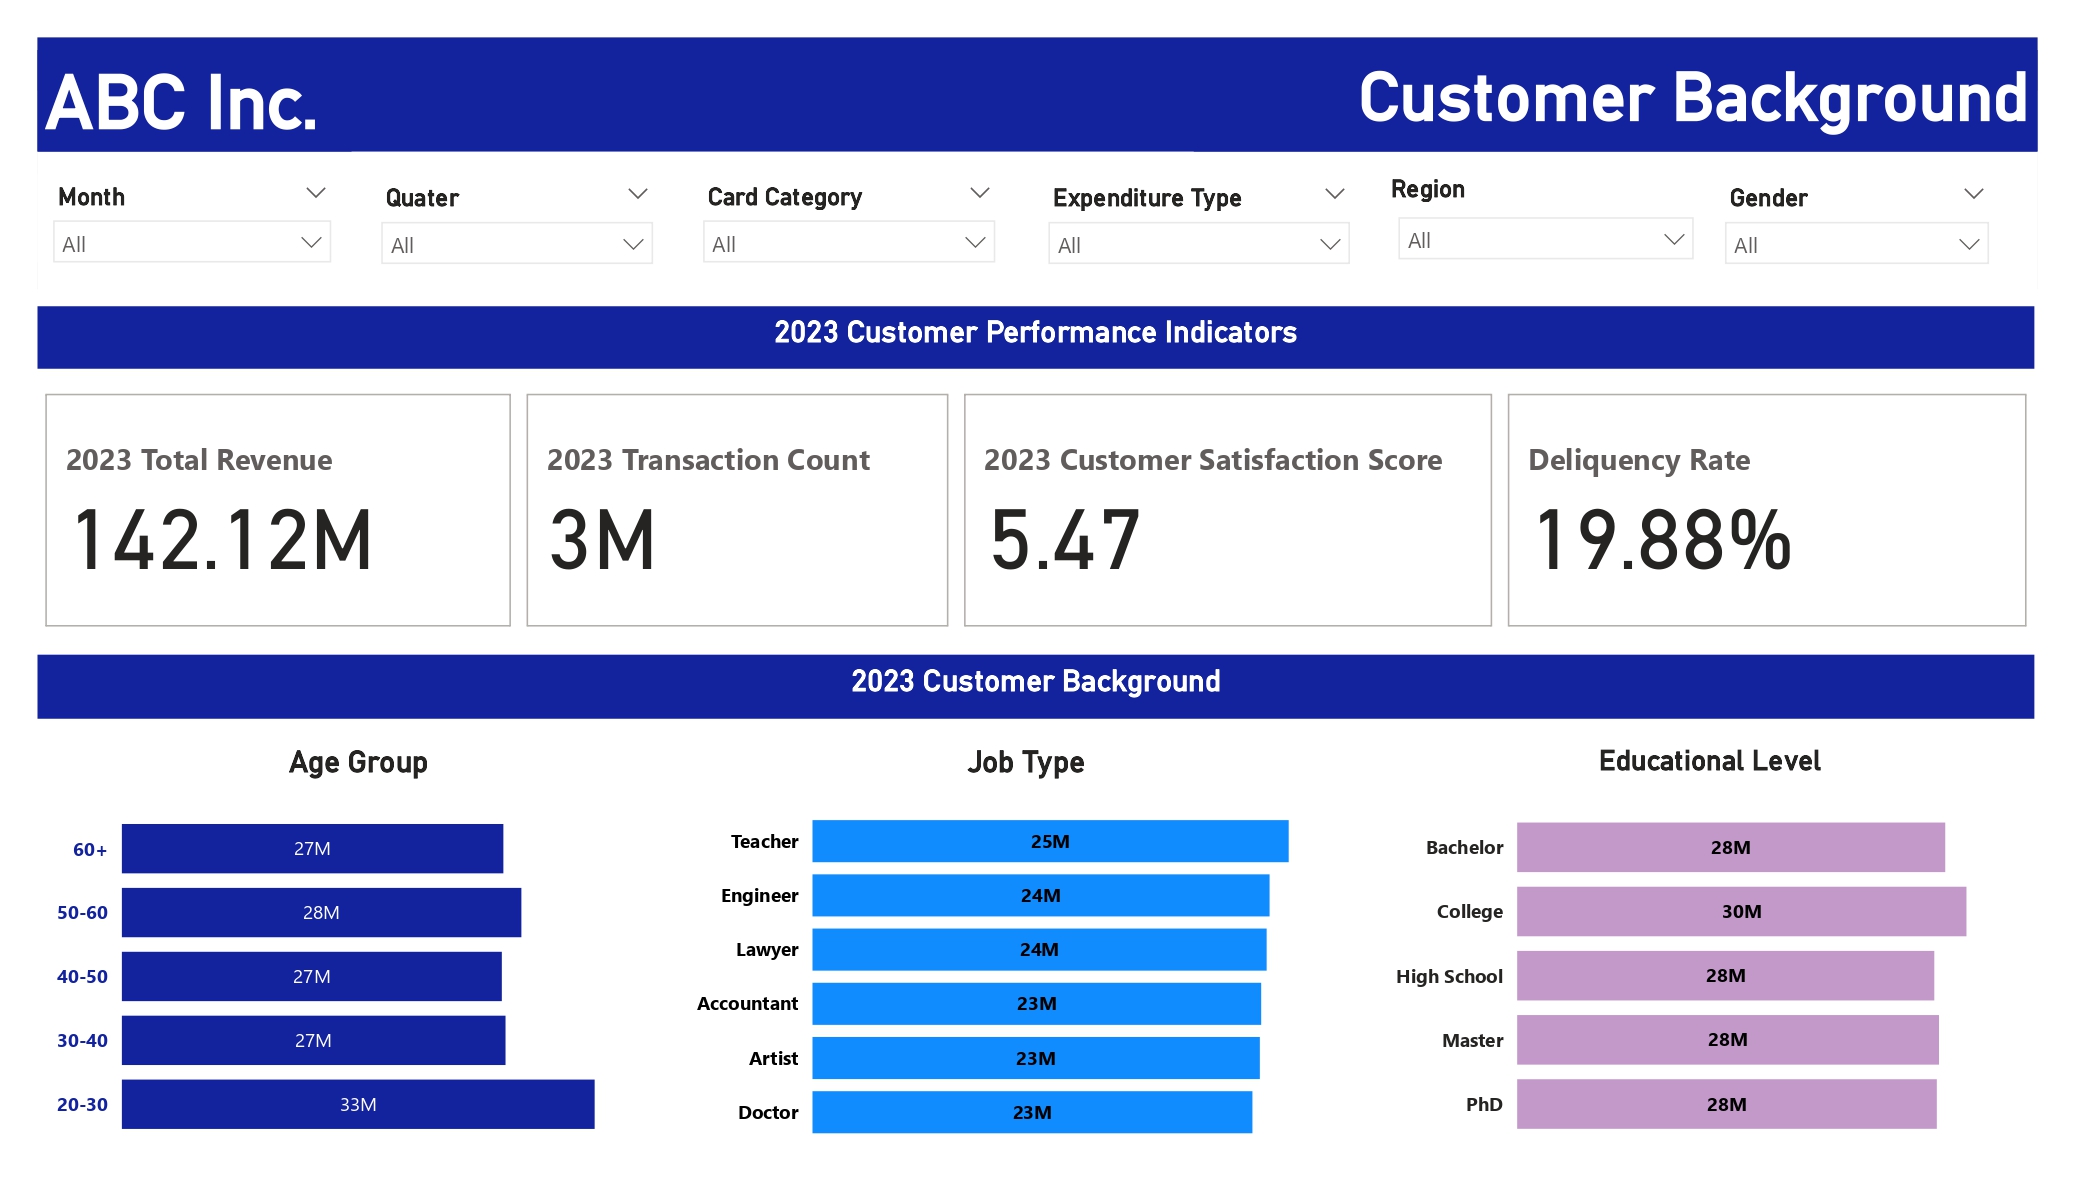 ABC Inc.
Customer Background
Month
Quater
Card Category
Expenditure Type
Region
Gender
All
All
All
All
All
All
2023 Customer Performance Indicators
2023 Total Revenue
142.12M
2023 Transaction Count
3M
2023 Customer Satisfaction Score
5.47
Deliquency Rate
19.88%
2023 Customer Background
Age Group
60+
27M
50-60
28M
40-50
27M
30-40
27M
20-30
33M
Job Type
Teacher
25M
Engineer
24M
Lawyer
24M
Accountant
23M
Artist
23M
Doctor
23M
Educational Level
Bachelor
28M
College
30M
High School
28M
Master
28M
PhD
28M